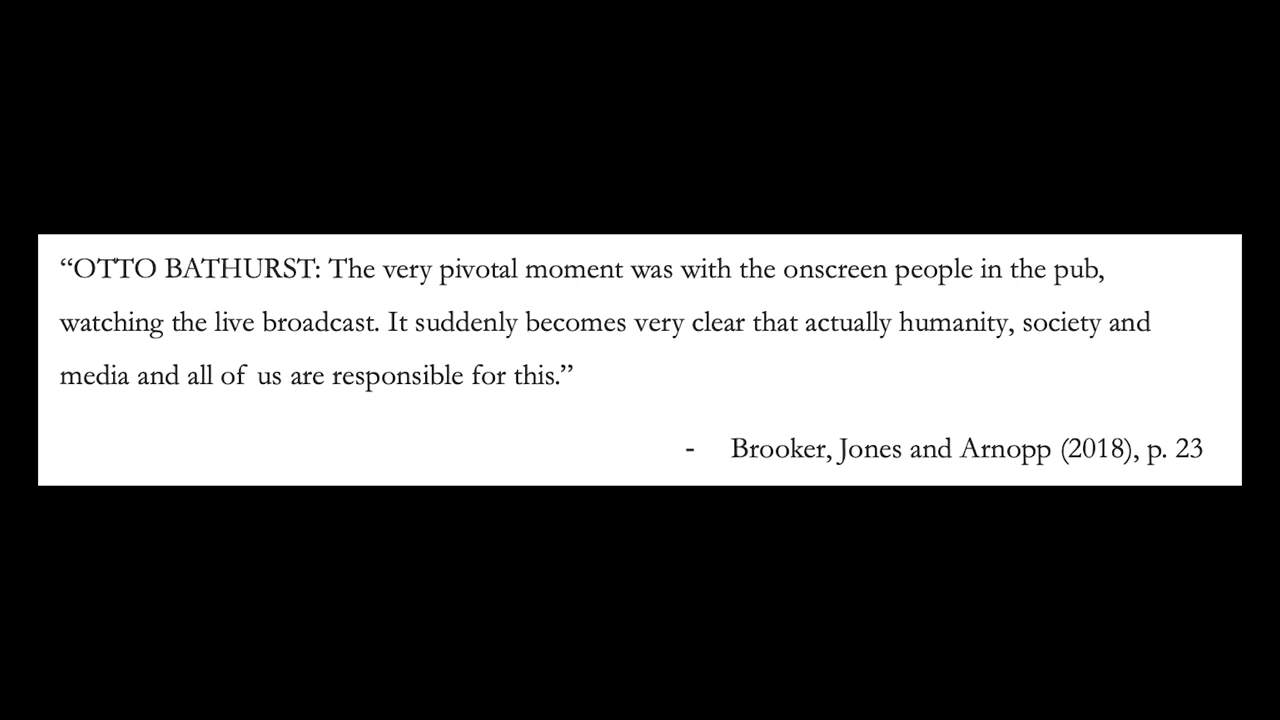 “OTTO BATHURST: The very pivotal moment was with the onscreen people in the pub,
watching the live broadcast. It suddenly becomes very clear that actually humanity, society and
media and all of us are responsible for this.”
- Brooker, Jones and Arnopp (2018), p. 23